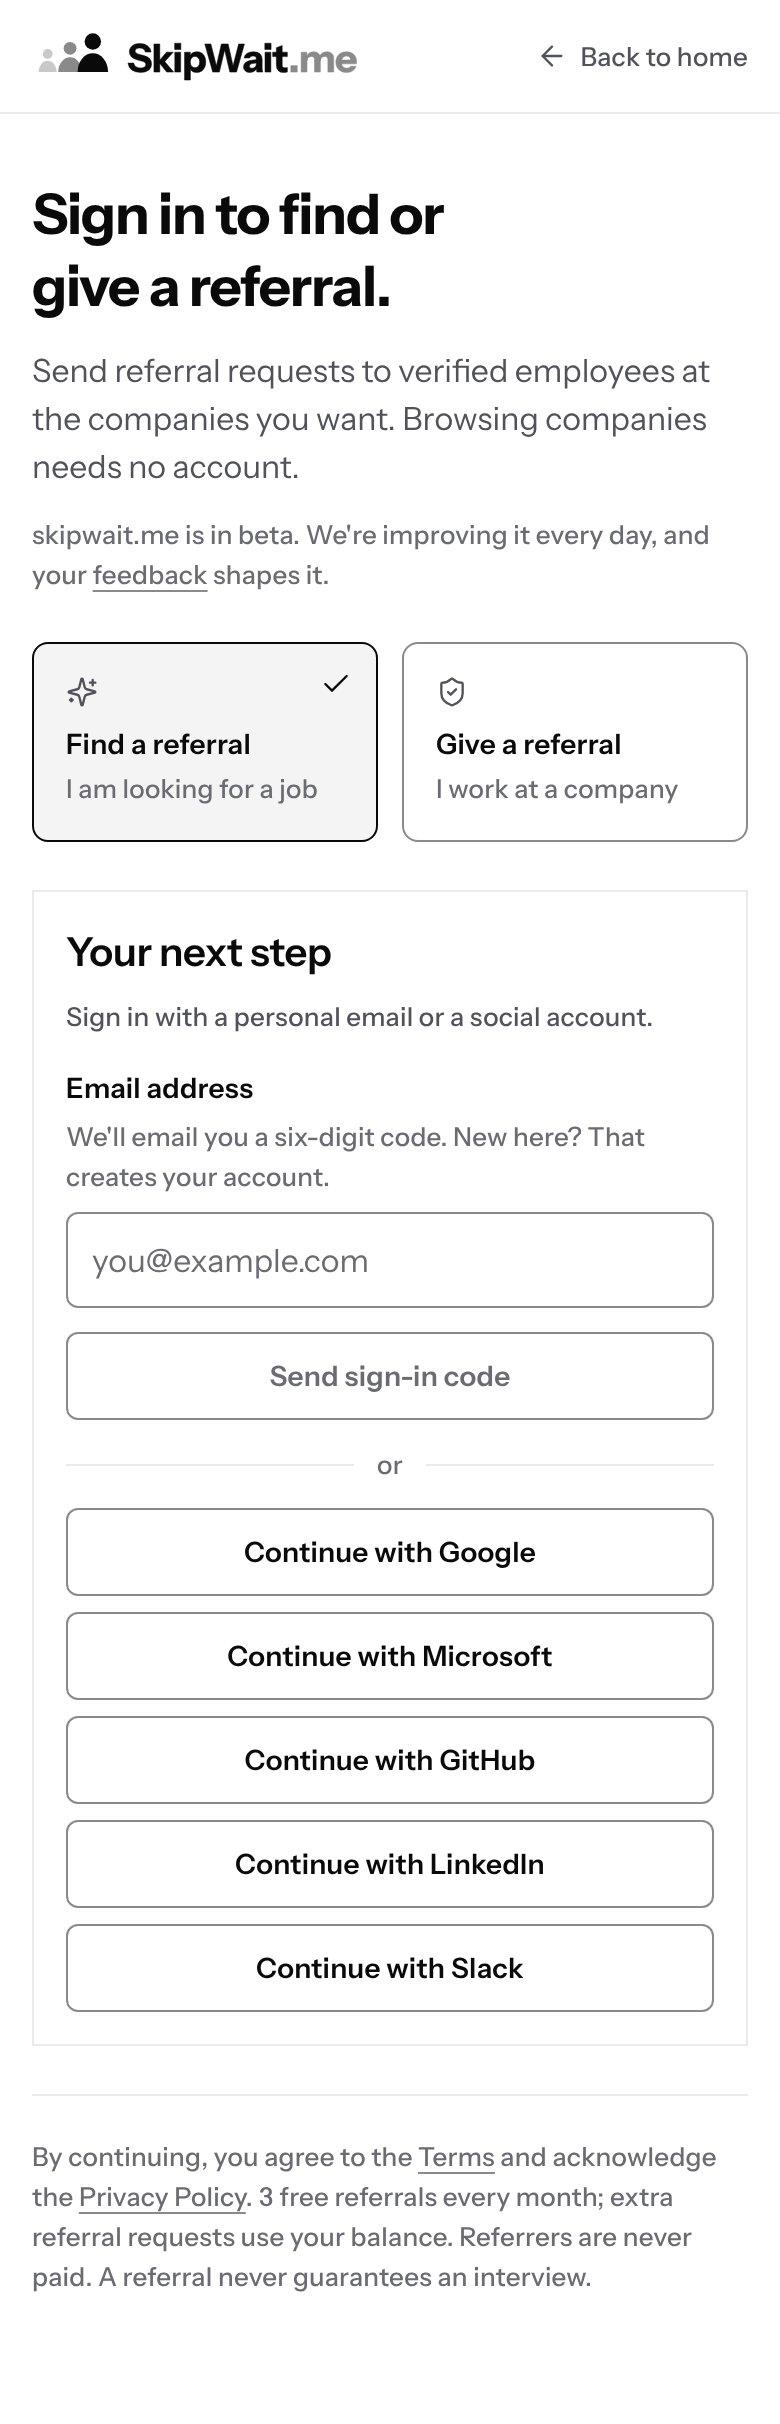 SkipWait.me
Back to home
Sign in to find or
give a referral.
Send referral requests to verified employees at
the companies you want. Browsing companies
needs no account.
skipwait.me is in beta. We're improving it every day, and
your feedback shapes it.
Find a referral
I am looking for a job
Give a referral
I work at a company
Your next step
Sign in with a personal email or a social account.
Email address
We'll email you a six-digit code. New here? That
creates your account.
you@example.com
Send sign-in code
or
Continue with Google
Continue with Microsoft
Continue with GitHub
Continue with LinkedIn
Continue with Slack
By continuing, you agree to the Terms and acknowledge
the Privacy Policy. 3 free referrals every month; extra
referral requests use your balance. Referrers are never
paid. A referral never guarantees an interview.